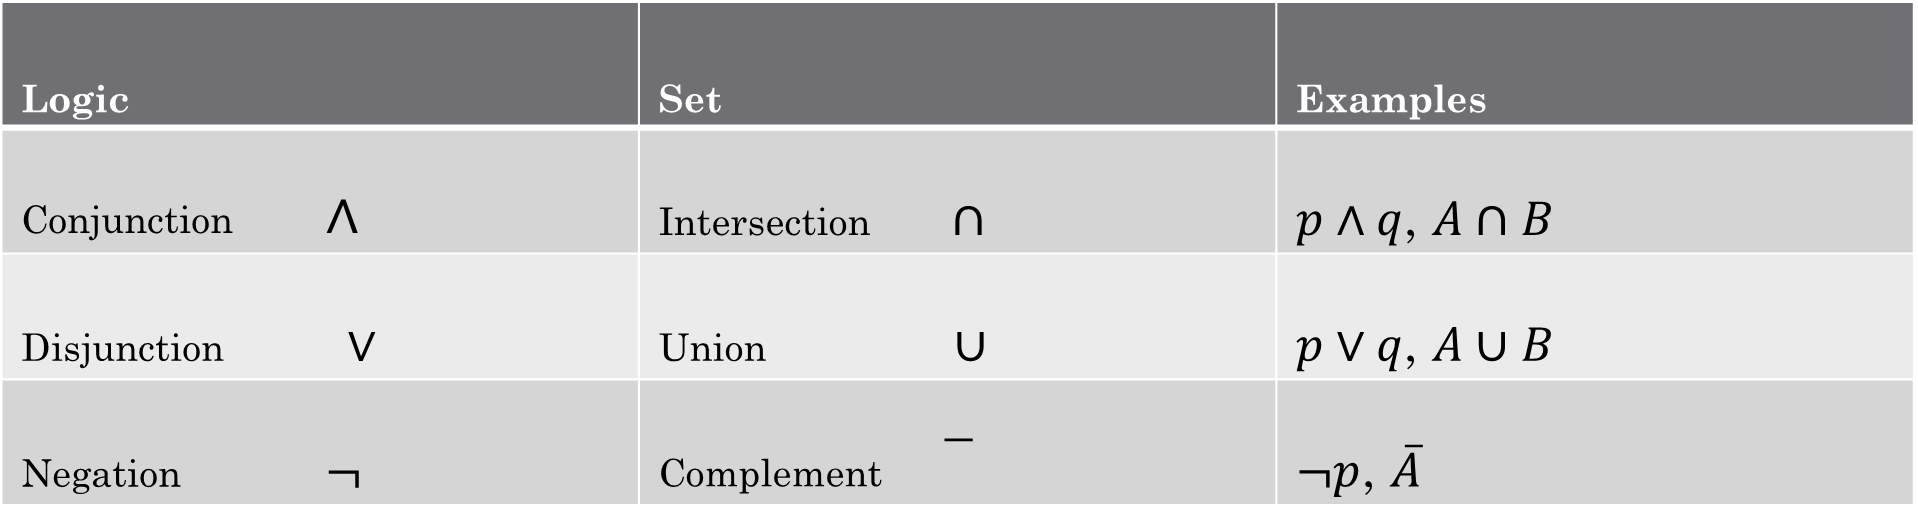 Logic Set Examples
Conjunction ∧ Intersection ∩ p ∧ q, A ∩ B
Disjunction ∨ Union ∪ p ∨ q, A ∪ B
Negation ¬ Complement ¯ ¬p, Ā